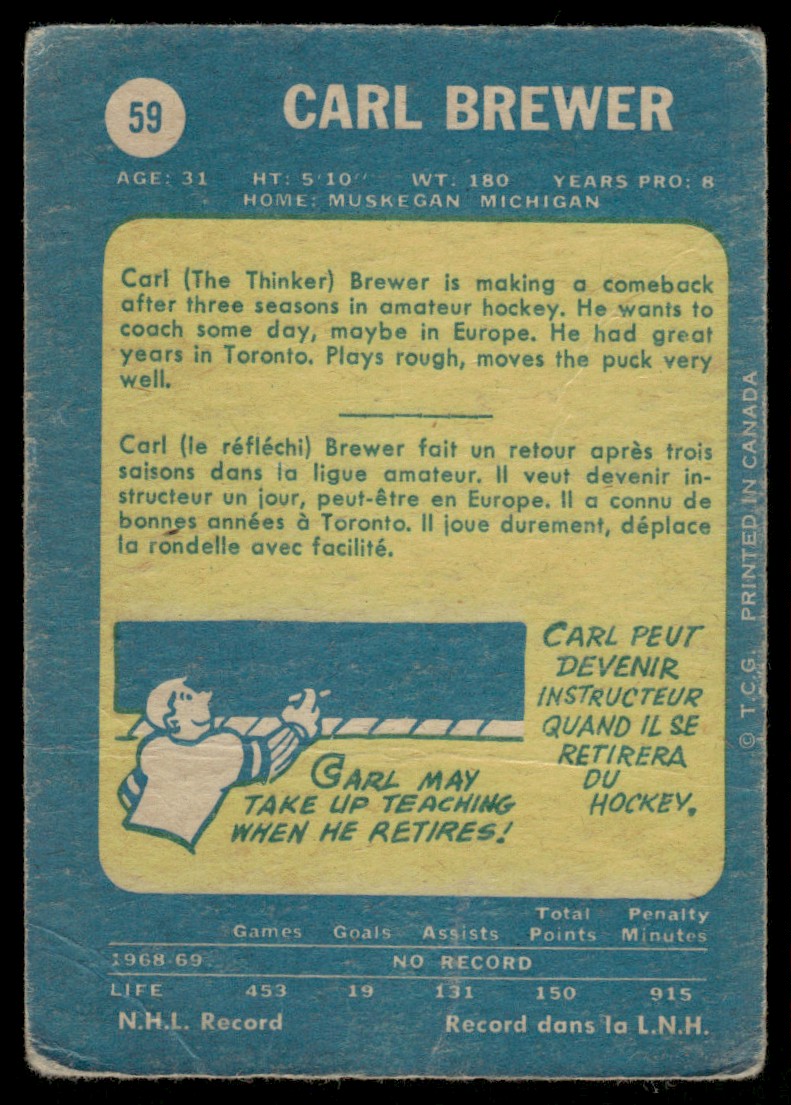 59
CARL BREWER
AGE: 31 HT: 5'10" WT: 180 YEARS PRO: 8
HOME: MUSKEGAN MICHIGAN
Carl (The Thinker) Brewer is making a comeback
after three seasons in amateur hockey. He wants to
coach some day, maybe in Europe. He had great
years in Toronto. Plays rough, moves the puck very
well.
Carl (le réfléchi) Brewer fait un retour après trois
saisons dans la ligue amateur. Il veut devenir in-
structeur un jour, peut-être en Europe. Il a connu de
bonnes années à Toronto. Il joue durement, déplace
la rondelle avec facilité.
CARL MAY
TAKE UP TEACHING
WHEN HE RETIRES!
CARL PEUT
DEVENIR
INSTRUCTEUR
QUAND IL SE
RETIRERA
DU
HOCKEY.
© T.C.G. PRINTED IN CANADA
Games Goals Assists Total Points Penalty Minutes
1968-69 NO RECORD
LIFE 453 19 131 150 915
N.H.L. Record Record dans la L.N.H.